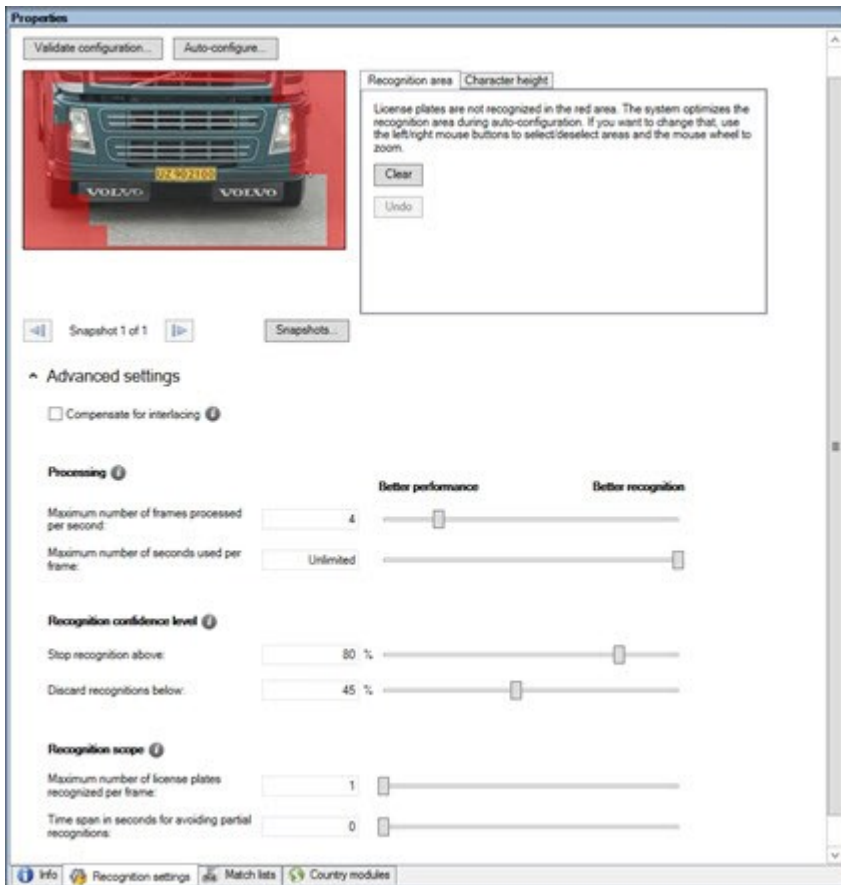 Properties
Validate configuration...
Auto-configure...
Recognition area
Character height
License plates are not recognized in the red area. The system optimizes the
recognition area during auto-configuration. If you want to change that, use
the left/right mouse buttons to select/deselect areas and the mouse wheel to
zoom.
Clear
Undo
UZ902100
VOLVO
VOLVO
Snapshot 1 of 1
Snapshots...
Advanced settings
Compensate for interlacing
Processing
Better performance
Better recognition
Maximum number of frames processed
per second:
4
Maximum number of seconds used per
frame:
Unlimited
Recognition confidence level
Stop recognition above:
80 %
Discard recognitions below:
45 %
Recognition scope
Maximum number of license plates
recognized per frame:
1
Time span in seconds for avoiding partial
recognitions:
0
Info
Recognition settings
Match lists
Country modules